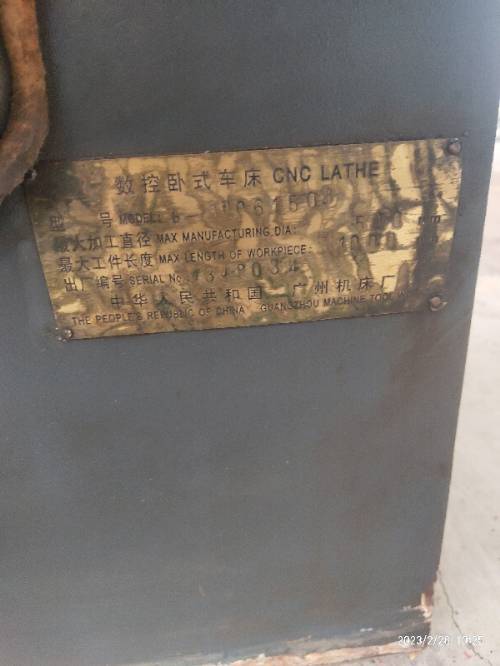 数控卧式车床 CNC LATHE
型 号 MODEL
最大加工直径 MAX MANUFACTURING DIA: 500 mm
最大工件长度 MAX LENGTH OF WORKPIECE: 1000
出厂编号 SERIAL No
中华人民共和国 广州机床厂
THE PEOPLE'S REPUBLIC OF CHINA GUANGZHOU MACHINE TOOL
2023/2/28 10:25